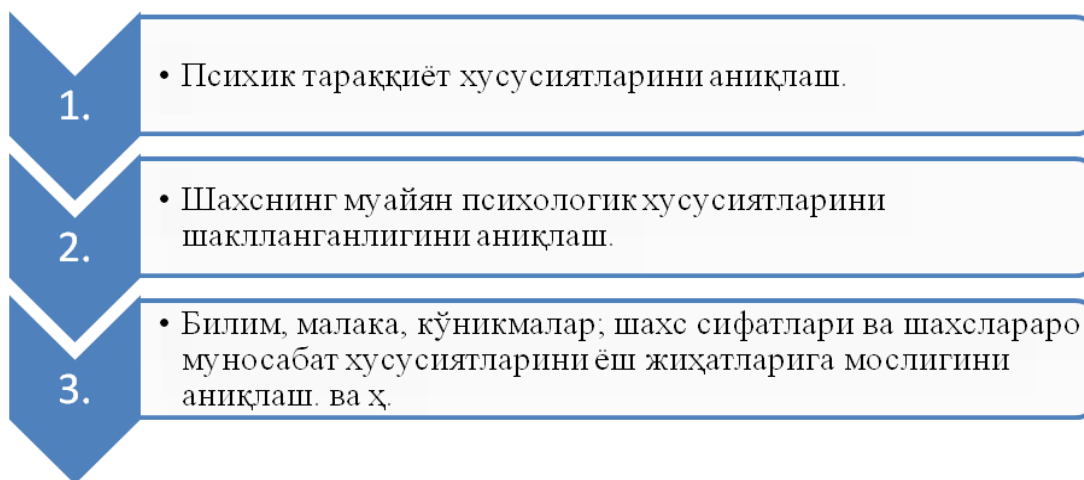 1.
• Психик тараққиёт хусусиятларини аниқлаш.
2.
• Шахснинг муайян психологик хусусиятларини
шаклланганлигини аниқлаш.
3.
• Билим, малака, кўникмалар; шахс сифатлари ва шахслараро
муносабат хусусиятларини ёш жиҳатларига мослигини
аниқлаш. ва ҳ.